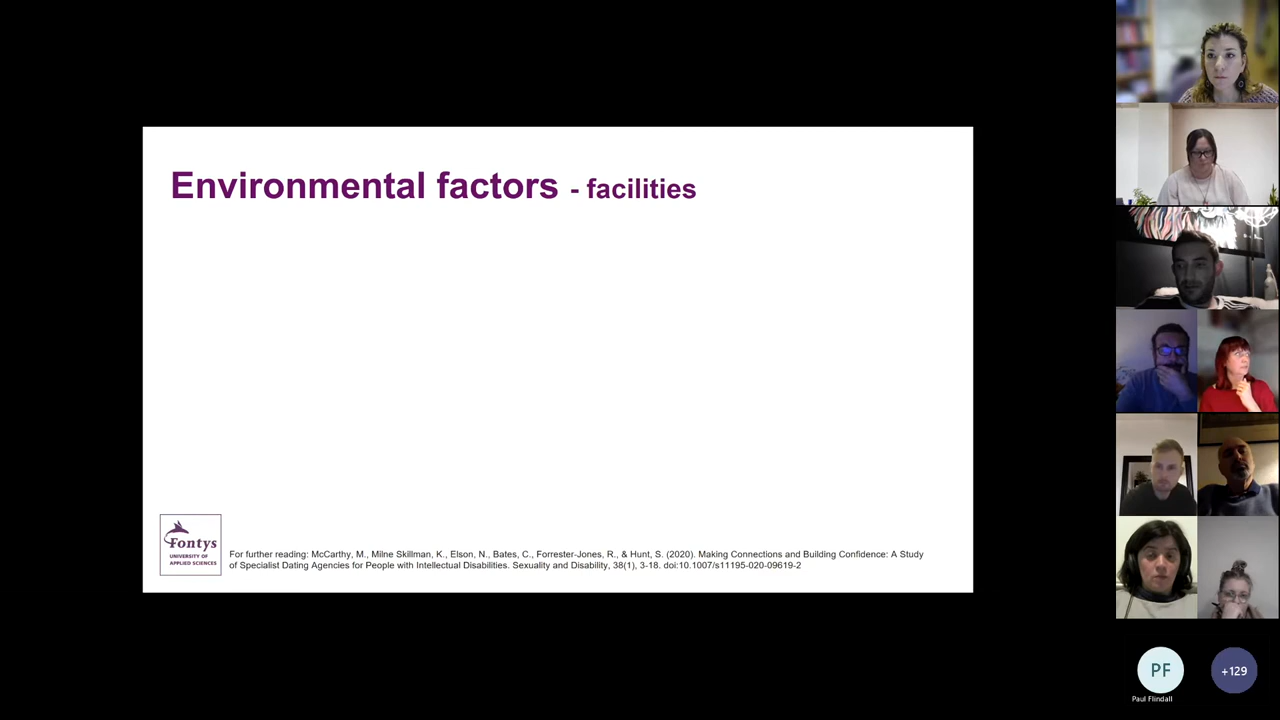 Environmental factors - facilities
Fontys
UNIVERSITY OF
APPLIED SCIENCES
For further reading: McCarthy, M., Milne Skillman, K., Elson, N., Bates, C., Forrester-Jones, R., & Hunt, S. (2020). Making Connections and Building Confidence: A Study
of Specialist Dating Agencies for People with Intellectual Disabilities. Sexuality and Disability, 38(1), 3-18. doi:10.1007/s11195-020-09619-2
PF
+129
Paul Flindall